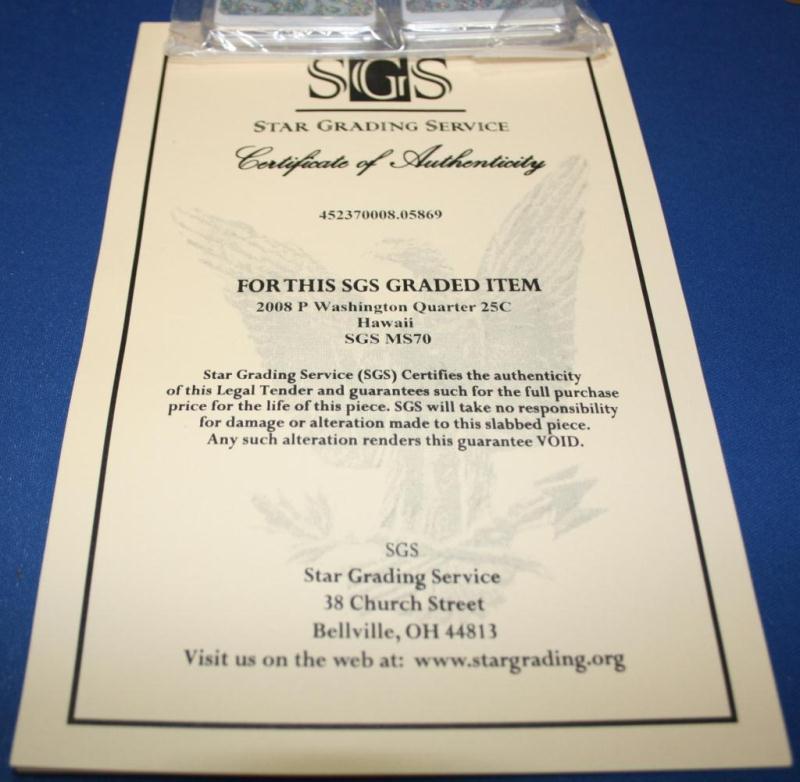 SGS
STAR GRADING SERVICE
Certificate of Authenticity
452370008.05869
FOR THIS SGS GRADED ITEM
2008 P Washington Quarter 25C
Hawaii
SGS MS70
Star Grading Service (SGS) Certifies the authenticity
of this Legal Tender and guarantees such for the full purchase
price for the life of this piece. SGS will take no responsibility
for damage or alteration made to this slabbed piece.
Any such alteration renders this guarantee VOID.
SGS
Star Grading Service
38 Church Street
Bellville, OH 44813
Visit us on the web at: www.stargrading.org